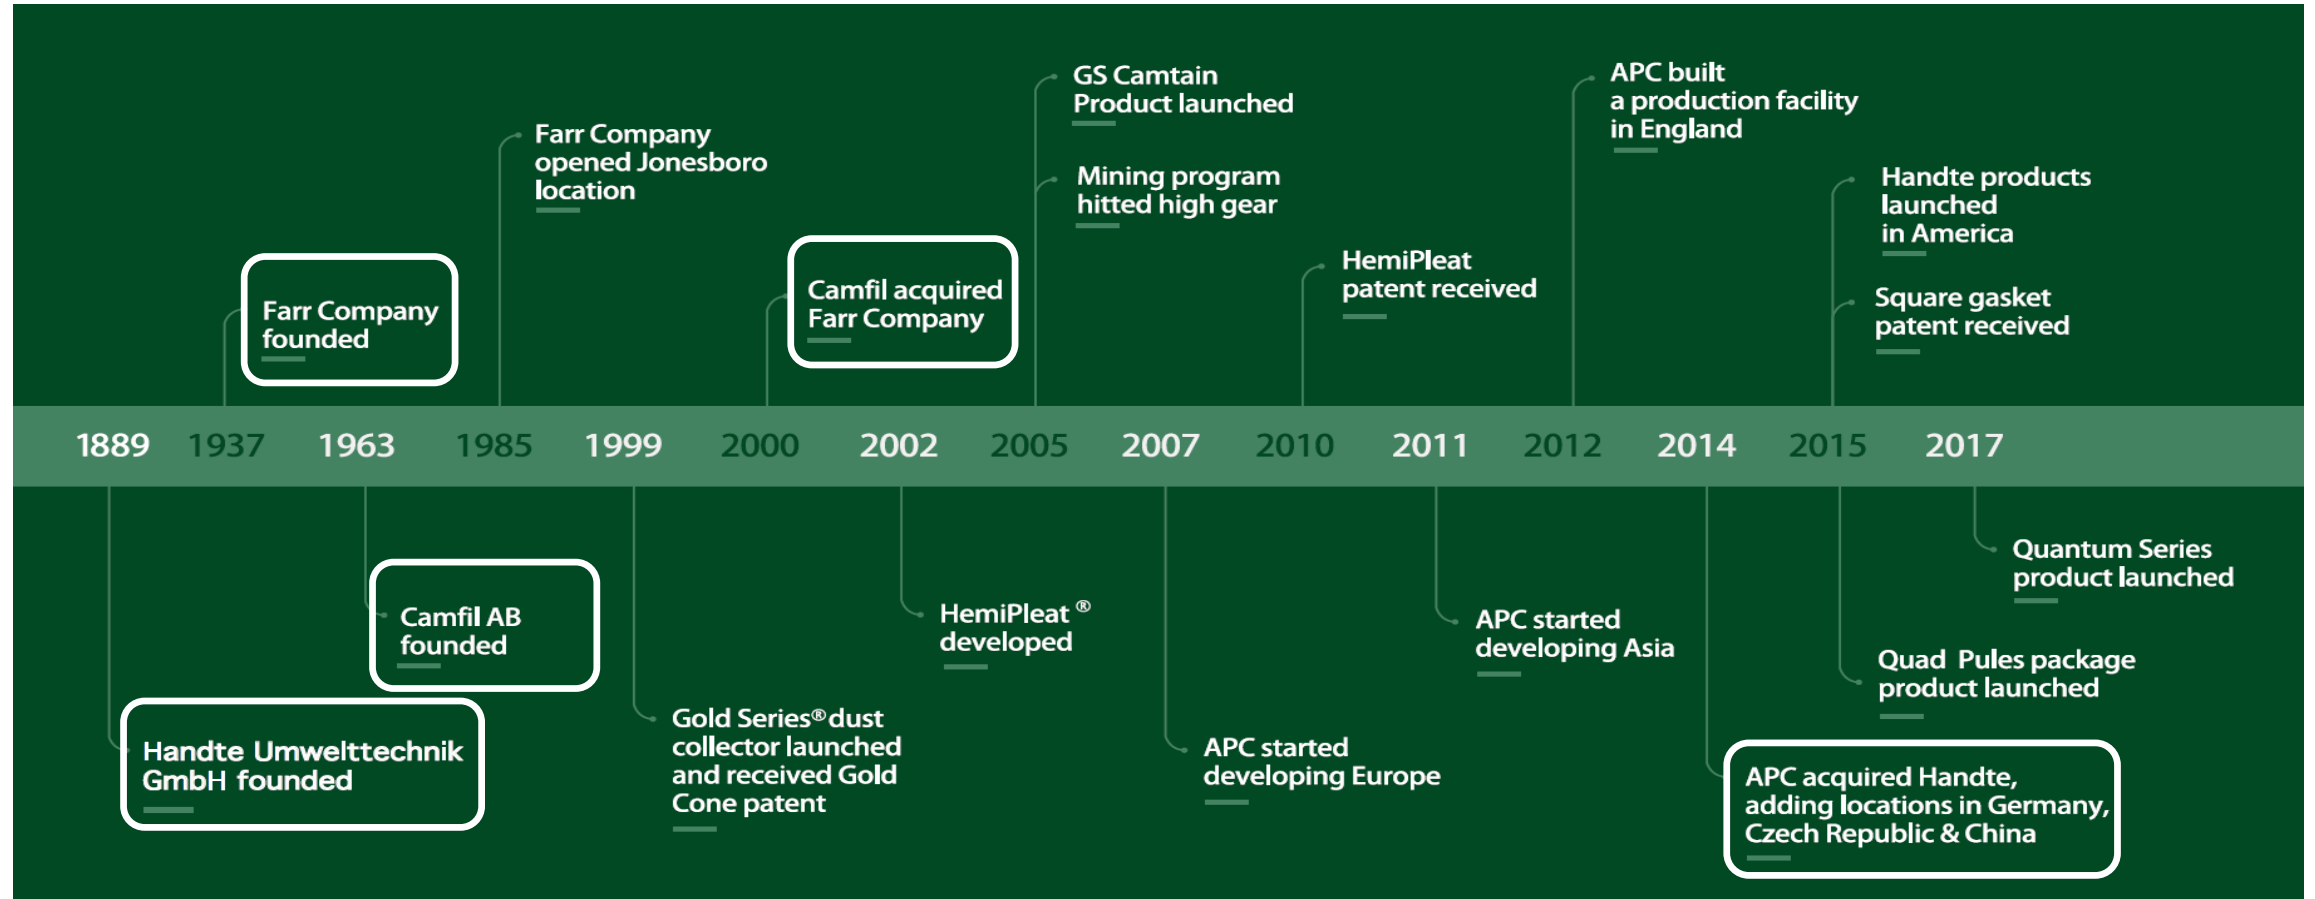 GS Camtain
Product launched
APC built
a production facility
in England
Farr Company
opened Jonesboro
location
Mining program
hitted high gear
Handte products
launched
in America
HemiPleat
patent received
Camfil acquired
Farr Company
Farr Company
founded
Square gasket
patent received
1889 1937 1963 1985 1999 2000 2002 2005 2007 2010 2011 2012 2014 2015 2017
Quantum Series
product launched
Camfil AB
founded
HemiPleat ®
developed
APC started
developing Asia
Quad Pules package
product launched
Handte Umwelttechnik
GmbH founded
Gold Series® dust
collector launched
and received Gold
Cone patent
APC started
developing Europe
APC acquired Handte,
adding locations in Germany,
Czech Republic & China